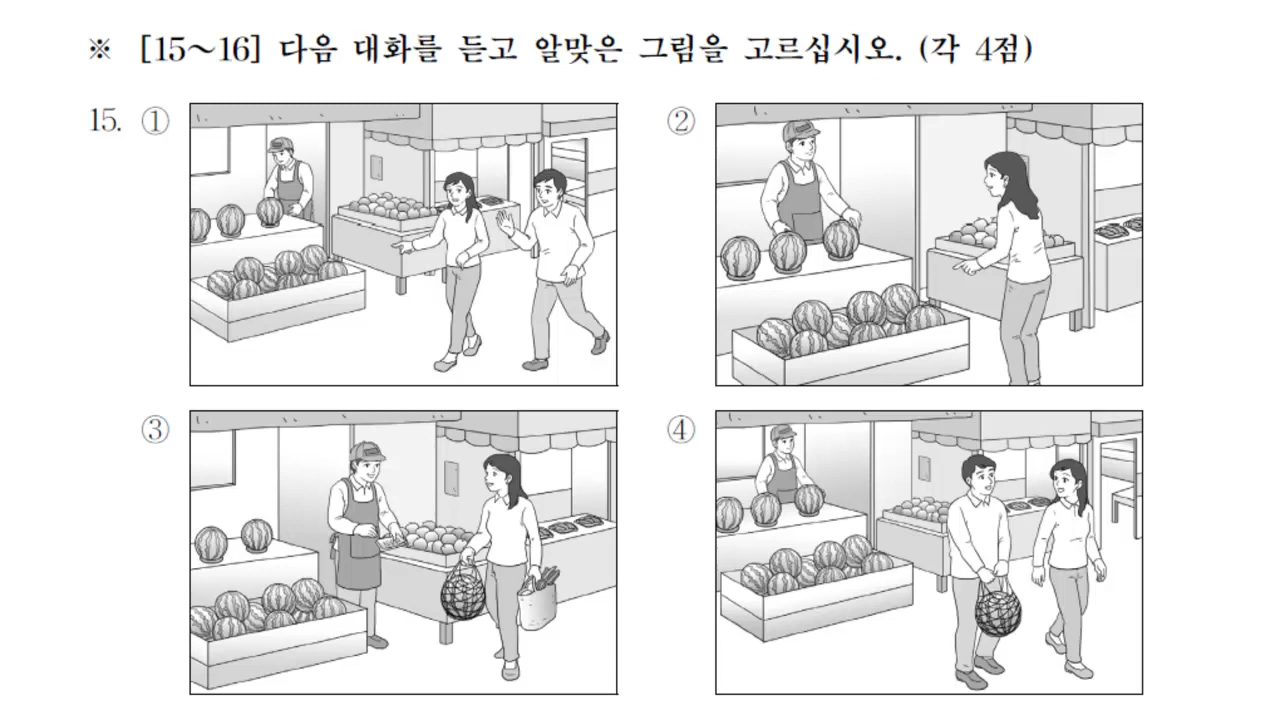 ※ [15~16] 다음 대화를 듣고 알맞은 그림을 고르십시오. (각 4점)
15. ① ②
③ ④